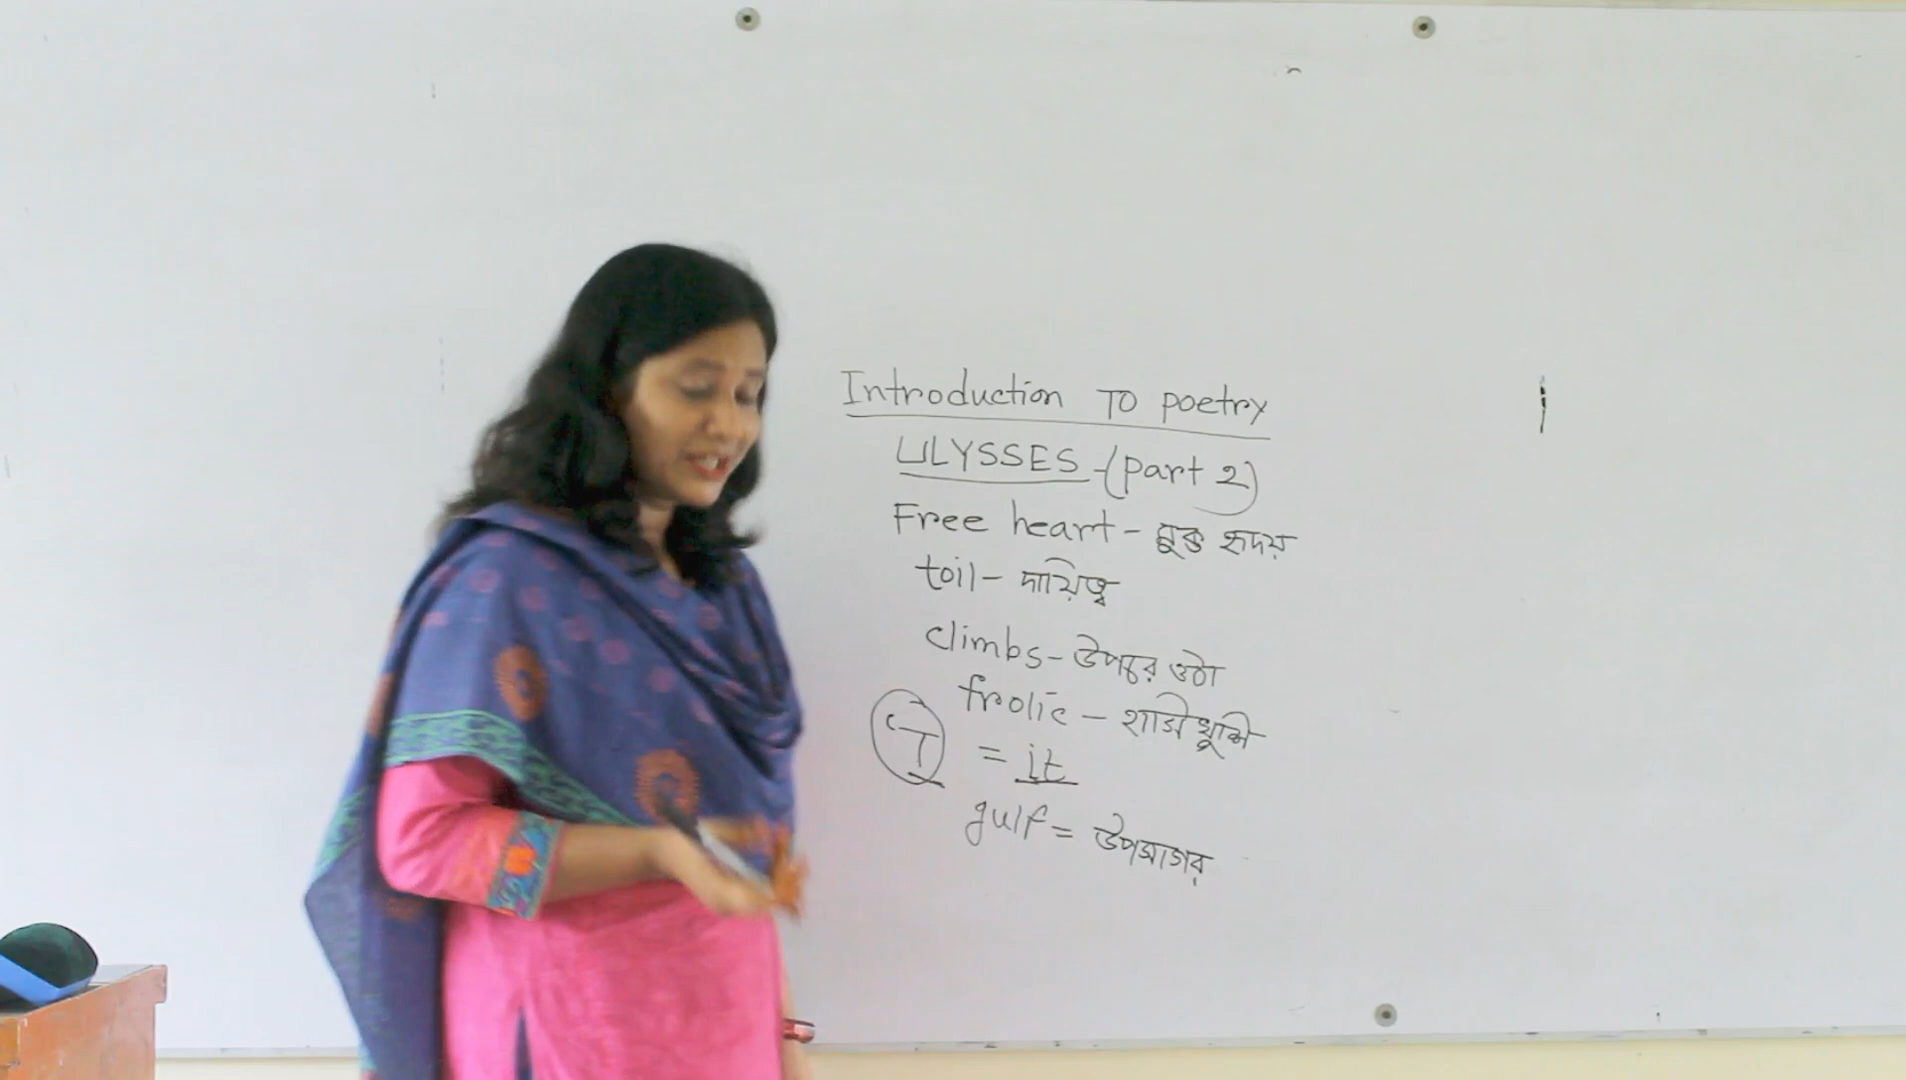 Introduction To poetry
ULYSSES - (part 2)
Free heart - মুক্ত হৃদয়
toil - দায়িত্ব
climbs - উপরে ওঠা
frolic - হাসিখুশি
'T = it
gulf = উপসাগর